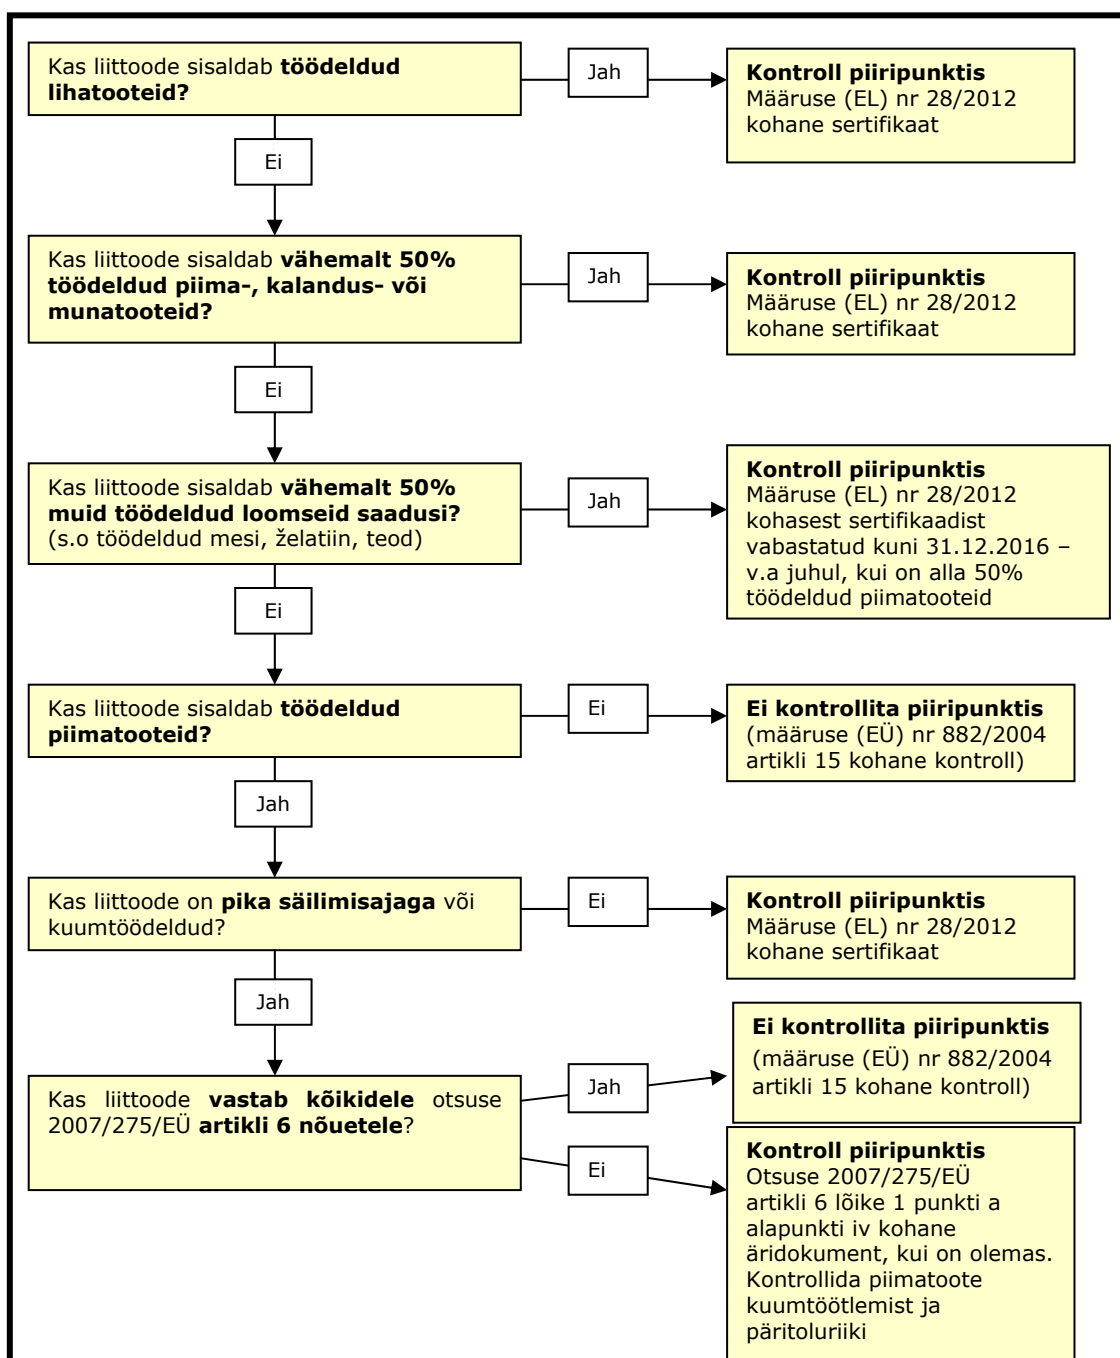 Kas liittoode sisaldab töödeldud
lihatooteid?
Jah
Kontroll piiripunktis
Määruse (EL) nr 28/2012
kohane sertifikaat
Ei
Kas liittoode sisaldab vähemalt 50%
töödeldud piima-, kalandus- või
munatooteid?
Jah
Kontroll piiripunktis
Määruse (EL) nr 28/2012
kohane sertifikaat
Ei
Kas liittoode sisaldab vähemalt 50%
muid töödeldud loomseid saadusi?
(s.o töödeldud mesi, želatiin, teod)
Jah
Kontroll piiripunktis
Määruse (EL) nr 28/2012
kohasest sertifikaadist
vabastatud kuni 31.12.2016 –
v.a juhul, kui on alla 50%
töödeldud piimatooteid
Ei
Kas liittoode sisaldab töödeldud
piimatooteid?
Ei
Ei kontrollita piiripunktis
(määruse (EÜ) nr 882/2004
artikli 15 kohane kontroll)
Jah
Kas liittoode on pika säilimisajaga või
kuumtöödeldud?
Ei
Kontroll piiripunktis
Määruse (EL) nr 28/2012
kohane sertifikaat
Jah
Kas liittoode vastab kõikidele otsuse
2007/275/EÜ artikli 6 nõuetele?
Jah
Ei kontrollita piiripunktis
(määruse (EÜ) nr 882/2004
artikli 15 kohane kontroll)
Ei
Kontroll piiripunktis
Otsuse 2007/275/EÜ
artikli 6 lõike 1 punkti a
alapunkti iv kohane
äridokument, kui on olemas.
Kontrollida piimatoote
kuumtöötlemist ja
päritoluriiki